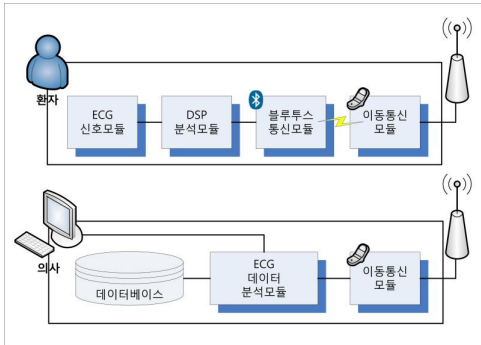 환자
ECG
신호모듈
DSP
분석모듈
블루투스
통신모듈
이동통신
모듈
의사
데이터베이스
ECG
데이터
분석모듈
이동통신
모듈